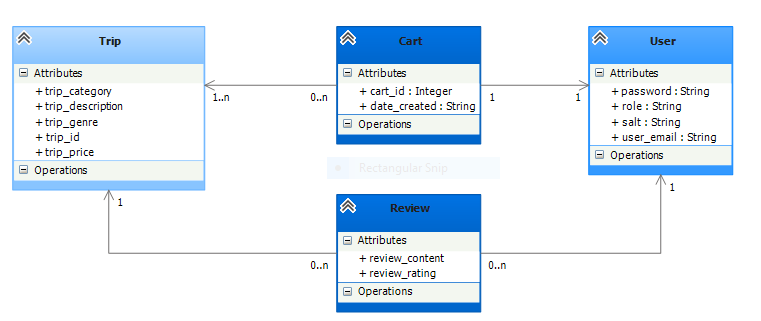 Trip
Attributes
+ trip_category
+ trip_description
+ trip_genre
+ trip_id
+ trip_price
Operations
1..n
0..n
Cart
Attributes
+ cart_id : Integer
+ date_created : String
Operations
1
1
User
Attributes
+ password : String
+ role : String
+ salt : String
+ user_email : String
Operations
Rectangular Snip
1
1
Review
Attributes
+ review_content
+ review_rating
Operations
0..n
0..n